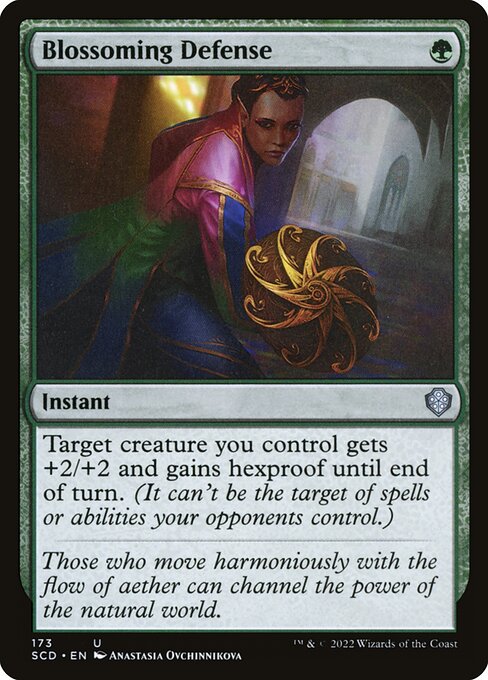 Blossoming Defense
Instant
Target creature you control gets
+2/+2 and gains hexproof until end
of turn. (It can't be the target of spells
or abilities your opponents control.)
Those who move harmoniously with the
flow of aether can channel the power of
the natural world.
173 U
SCD • EN Anastasia Ovchinnikova
™ & © 2022 Wizards of the Coast